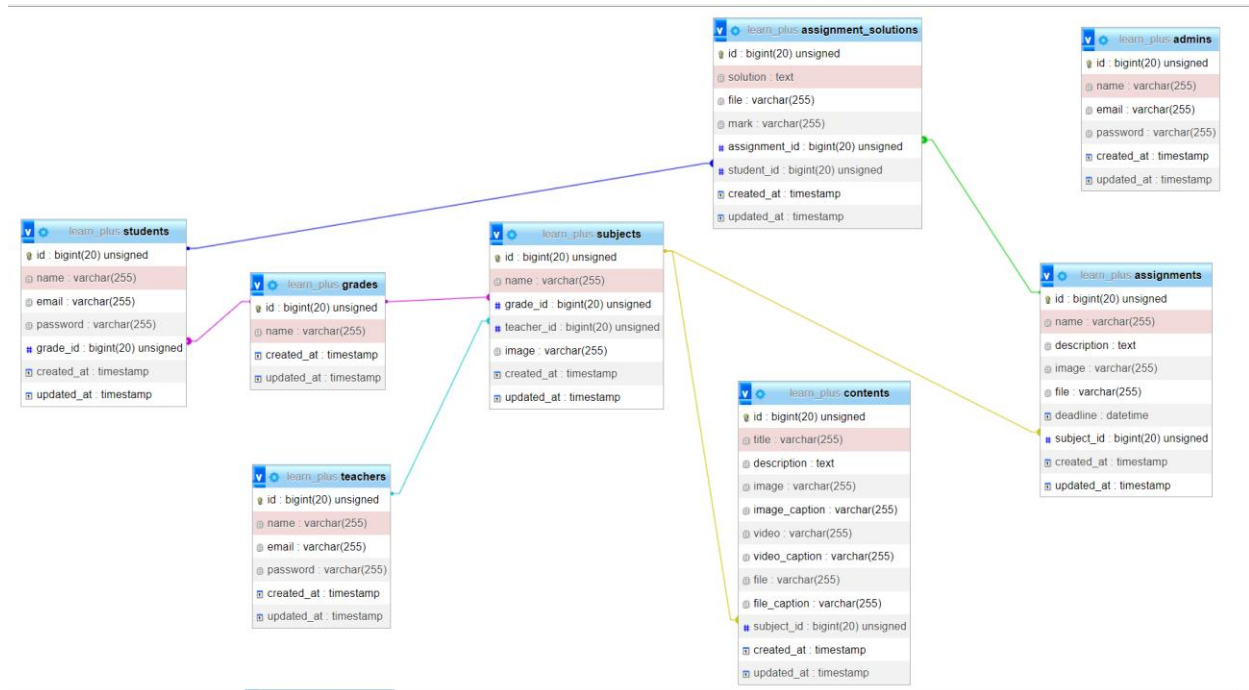 learn_plus assignment_solutions
id : bigint(20) unsigned
solution : text
file : varchar(255)
mark : varchar(255)
assignment_id : bigint(20) unsigned
student_id : bigint(20) unsigned
created_at : timestamp
updated_at : timestamp
learn_plus admins
id : bigint(20) unsigned
name : varchar(255)
email : varchar(255)
password : varchar(255)
created_at : timestamp
updated_at : timestamp
learn_plus students
id : bigint(20) unsigned
name : varchar(255)
email : varchar(255)
password : varchar(255)
grade_id : bigint(20) unsigned
created_at : timestamp
updated_at : timestamp
learn_plus grades
id : bigint(20) unsigned
name : varchar(255)
created_at : timestamp
updated_at : timestamp
learn_plus subjects
id : bigint(20) unsigned
name : varchar(255)
grade_id : bigint(20) unsigned
teacher_id : bigint(20) unsigned
image : varchar(255)
created_at : timestamp
updated_at : timestamp
learn_plus assignments
id : bigint(20) unsigned
name : varchar(255)
description : text
image : varchar(255)
file : varchar(255)
deadline : datetime
subject_id : bigint(20) unsigned
created_at : timestamp
updated_at : timestamp
learn_plus teachers
id : bigint(20) unsigned
name : varchar(255)
email : varchar(255)
password : varchar(255)
created_at : timestamp
updated_at : timestamp
learn_plus contents
id : bigint(20) unsigned
title : varchar(255)
description : text
image : varchar(255)
image_caption : varchar(255)
video : varchar(255)
video_caption : varchar(255)
file : varchar(255)
file_caption : varchar(255)
subject_id : bigint(20) unsigned
created_at : timestamp
updated_at : timestamp